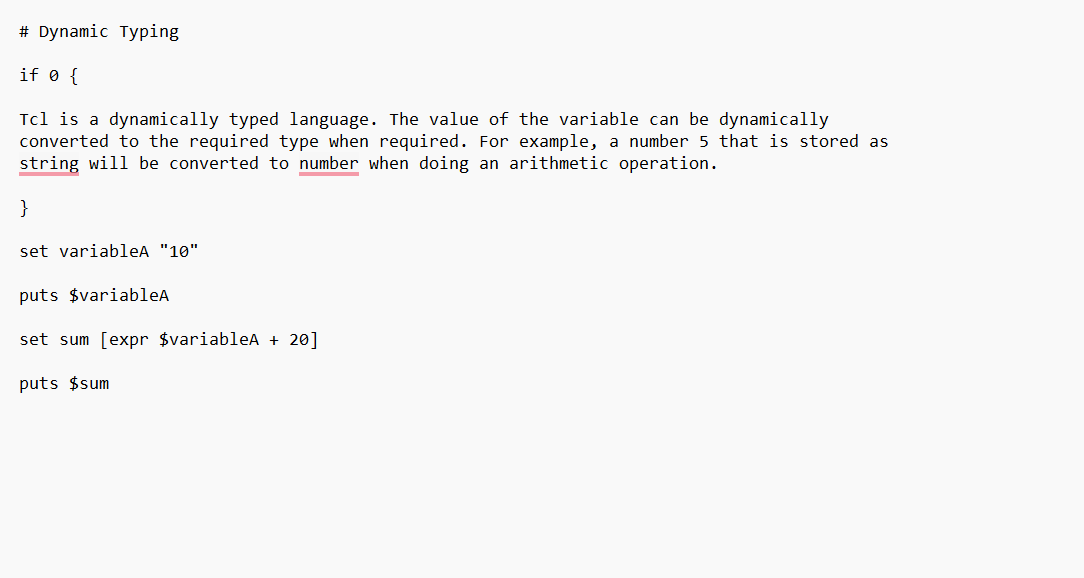 # Dynamic Typing
if 0 {
Tcl is a dynamically typed language. The value of the variable can be dynamically
converted to the required type when required. For example, a number 5 that is stored as
string will be converted to number when doing an arithmetic operation.
}
set variableA "10"
puts $variableA
set sum [expr $variableA + 20]
puts $sum